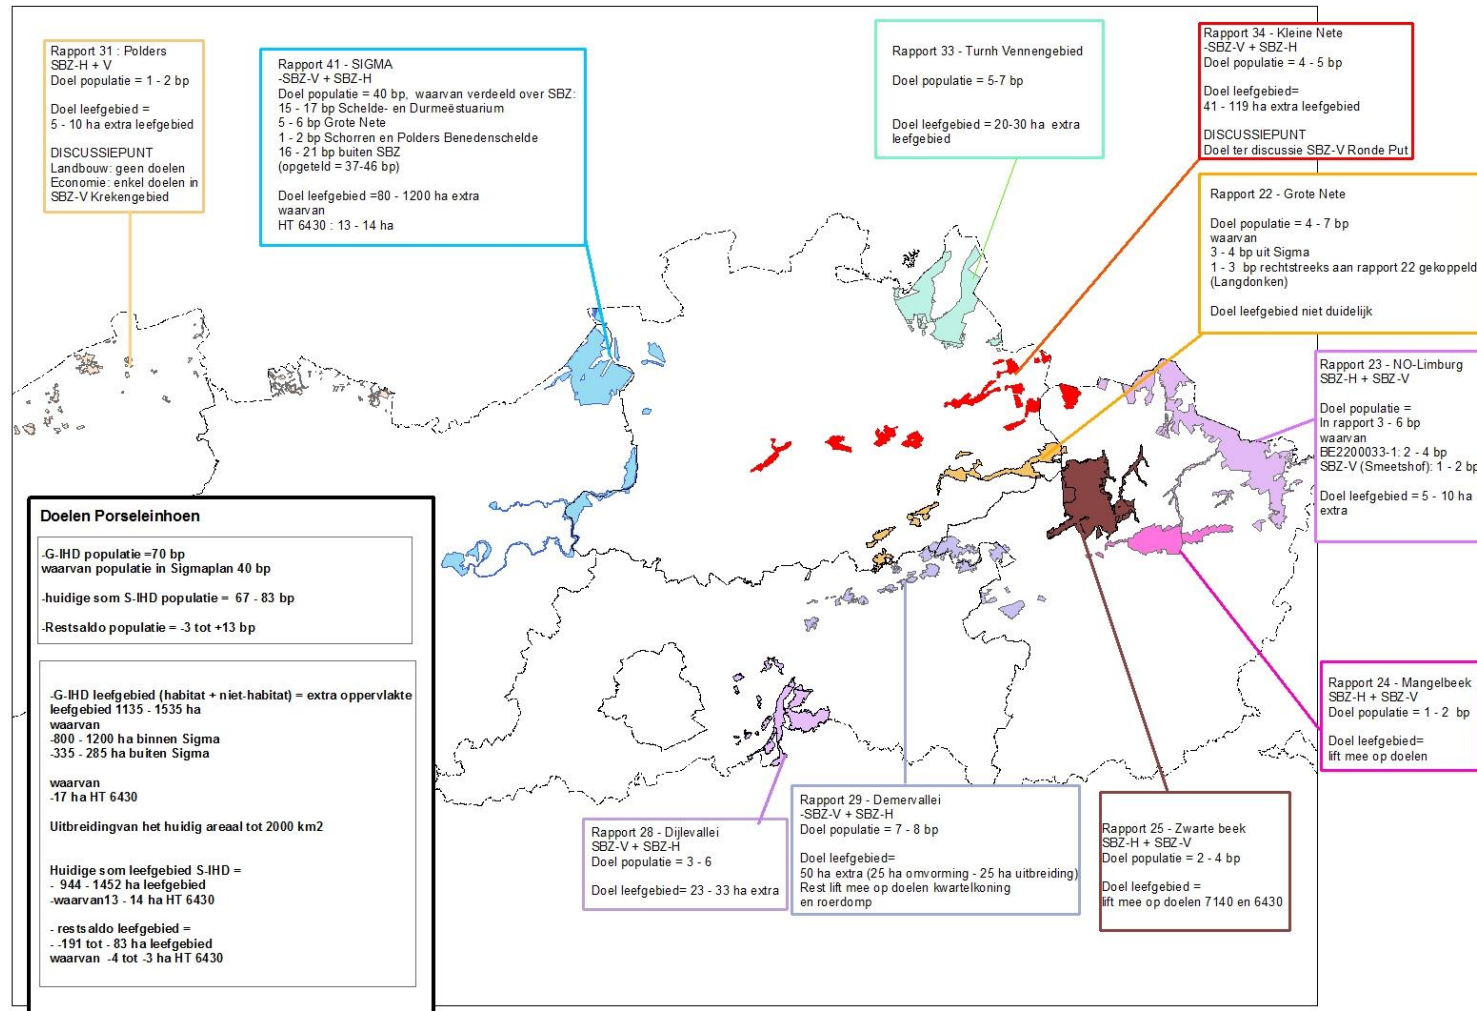 Rapport 31 : Polders
SBZ-H + V
Doel populatie = 1 - 2 bp
Doel leefgebied =
5 - 10 ha extra leefgebied
DISCUSSIEPUNT
Landbouw: geen doelen
Economie: enkel doelen in
SBZ-V Krekengebied
Rapport 41 - SIGMA
-SBZ-V + SBZ-H
Doel populatie = 40 bp, waarvan verdeeld over SBZ:
15 - 17 bp Schelde- en Durmeëstuarium
5 - 6 bp Grote Nete
1 - 2 bp Schorren en Polders Benedenschelde
16 - 21 bp buiten SBZ
(opgeteld = 37-46 bp)
Doel leefgebied =80 - 1200 ha extra
waarvan
HT 6430 : 13 - 14 ha
Rapport 33 - Turnh Vennengebied
Doel populatie = 5-7 bp
Doel leefgebied = 20-30 ha extra
leefgebied
Rapport 34 - Kleine Nete
-SBZ-V + SBZ-H
Doel populatie = 4 - 5 bp
Doel leefgebied=
41 - 119 ha extra leefgebied
DISCUSSIEPUNT
Doel ter discussie SBZ-V Ronde Put
Rapport 22 - Grote Nete
Doel populatie = 4 - 7 bp
waarvan
3 - 4 bp uit Sigma
1 - 3 bp rechtstreeks aan rapport 22 gekoppeld
(Langdonken)
Doel leefgebied niet duidelijk
Rapport 23 - NO-Limburg
SBZ-H + SBZ-V
Doel populatie =
In rapport 3 - 6 bp
waarvan
BE2200033-1: 2 - 4 bp
SBZ-V (Smeetshof): 1 - 2 bp
Doel leefgebied = 5 - 10 ha
extra
Rapport 24 - Mangelbeek
SBZ-H + SBZ-V
Doel populatie = 1 - 2 bp
Doel leefgebied=
lift mee op doelen
Rapport 25 - Zwarte beek
SBZ-H + SBZ-V
Doel populatie = 2 - 4 bp
Doel leefgebied =
lift mee op doelen 7140 en 6430
Rapport 29 - Demervallei
-SBZ-V + SBZ-H
Doel populatie = 7 - 8 bp
Doel leefgebied=
50 ha extra (25 ha omvorming - 25 ha uitbreiding)
Rest lift mee op doelen kwartelkoning
en roerdomp
Rapport 28 - Dijlevallei
SBZ-V + SBZ-H
Doel populatie = 3 - 6
Doel leefgebied= 23 - 33 ha extra
Doelen Porseleinhoen
-G-IHD populatie =70 bp
waarvan populatie in Sigmaplan 40 bp
-huidige som S-IHD populatie = 67 - 83 bp
-Restsaldo populatie = -3 tot +13 bp
-G-IHD leefgebied (habitat + niet-habitat) = extra oppervlakte
leefgebied 1135 - 1535 ha
waarvan
-800 - 1200 ha binnen Sigma
-335 - 285 ha buiten Sigma
waarvan
-17 ha HT 6430
Uitbreidingvan het huidig areaal tot 2000 km2
Huidige som leefgebied S-IHD =
- 944 - 1452 ha leefgebied
-waarvan13 - 14 ha HT 6430
- restsaldo leefgebied =
- -191 tot - 83 ha leefgebied
waarvan -4 tot -3 ha HT 6430